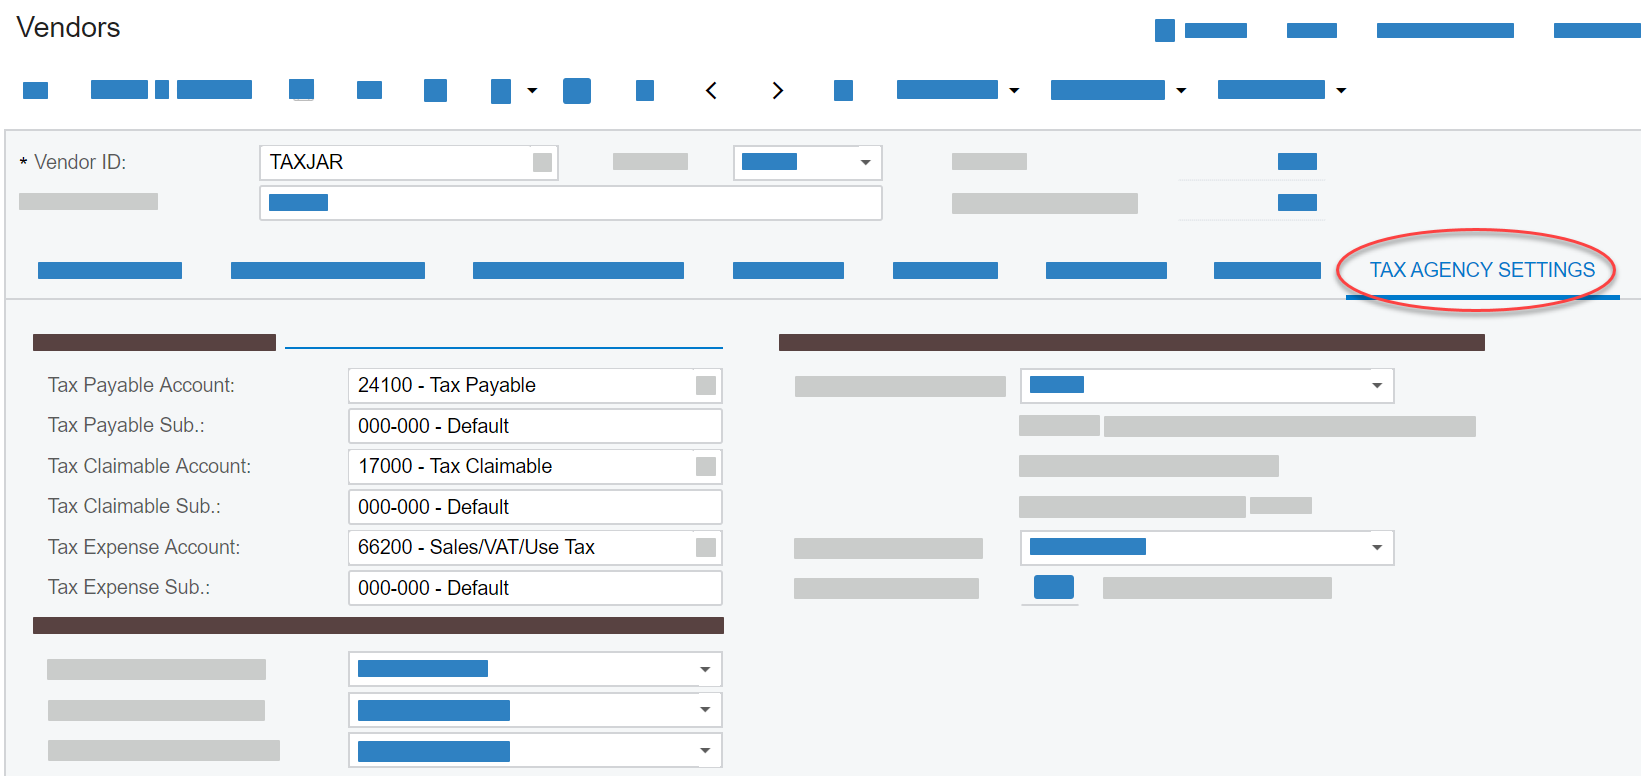 Vendors
* Vendor ID: TAXJAR
TAX AGENCY SETTINGS
Tax Payable Account: 24100 - Tax Payable
Tax Payable Sub.: 000-000 - Default
Tax Claimable Account: 17000 - Tax Claimable
Tax Claimable Sub.: 000-000 - Default
Tax Expense Account: 66200 - Sales/VAT/Use Tax
Tax Expense Sub.: 000-000 - Default